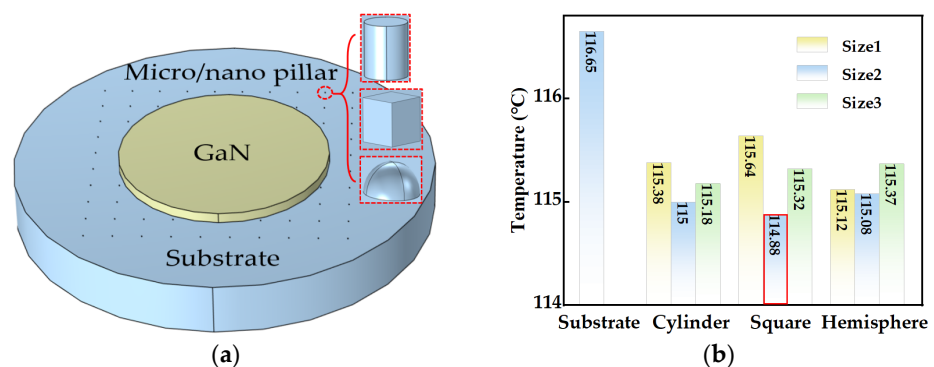 Micro/nano pillar
GaN
Substrate
(a)
Temperature (°C)
116
115
114
Size1
Size2
Size3
116.65
115.38
115
115.18
115.64
114.88
115.32
115.12
115.08
115.37
Substrate Cylinder Square Hemisphere
(b)